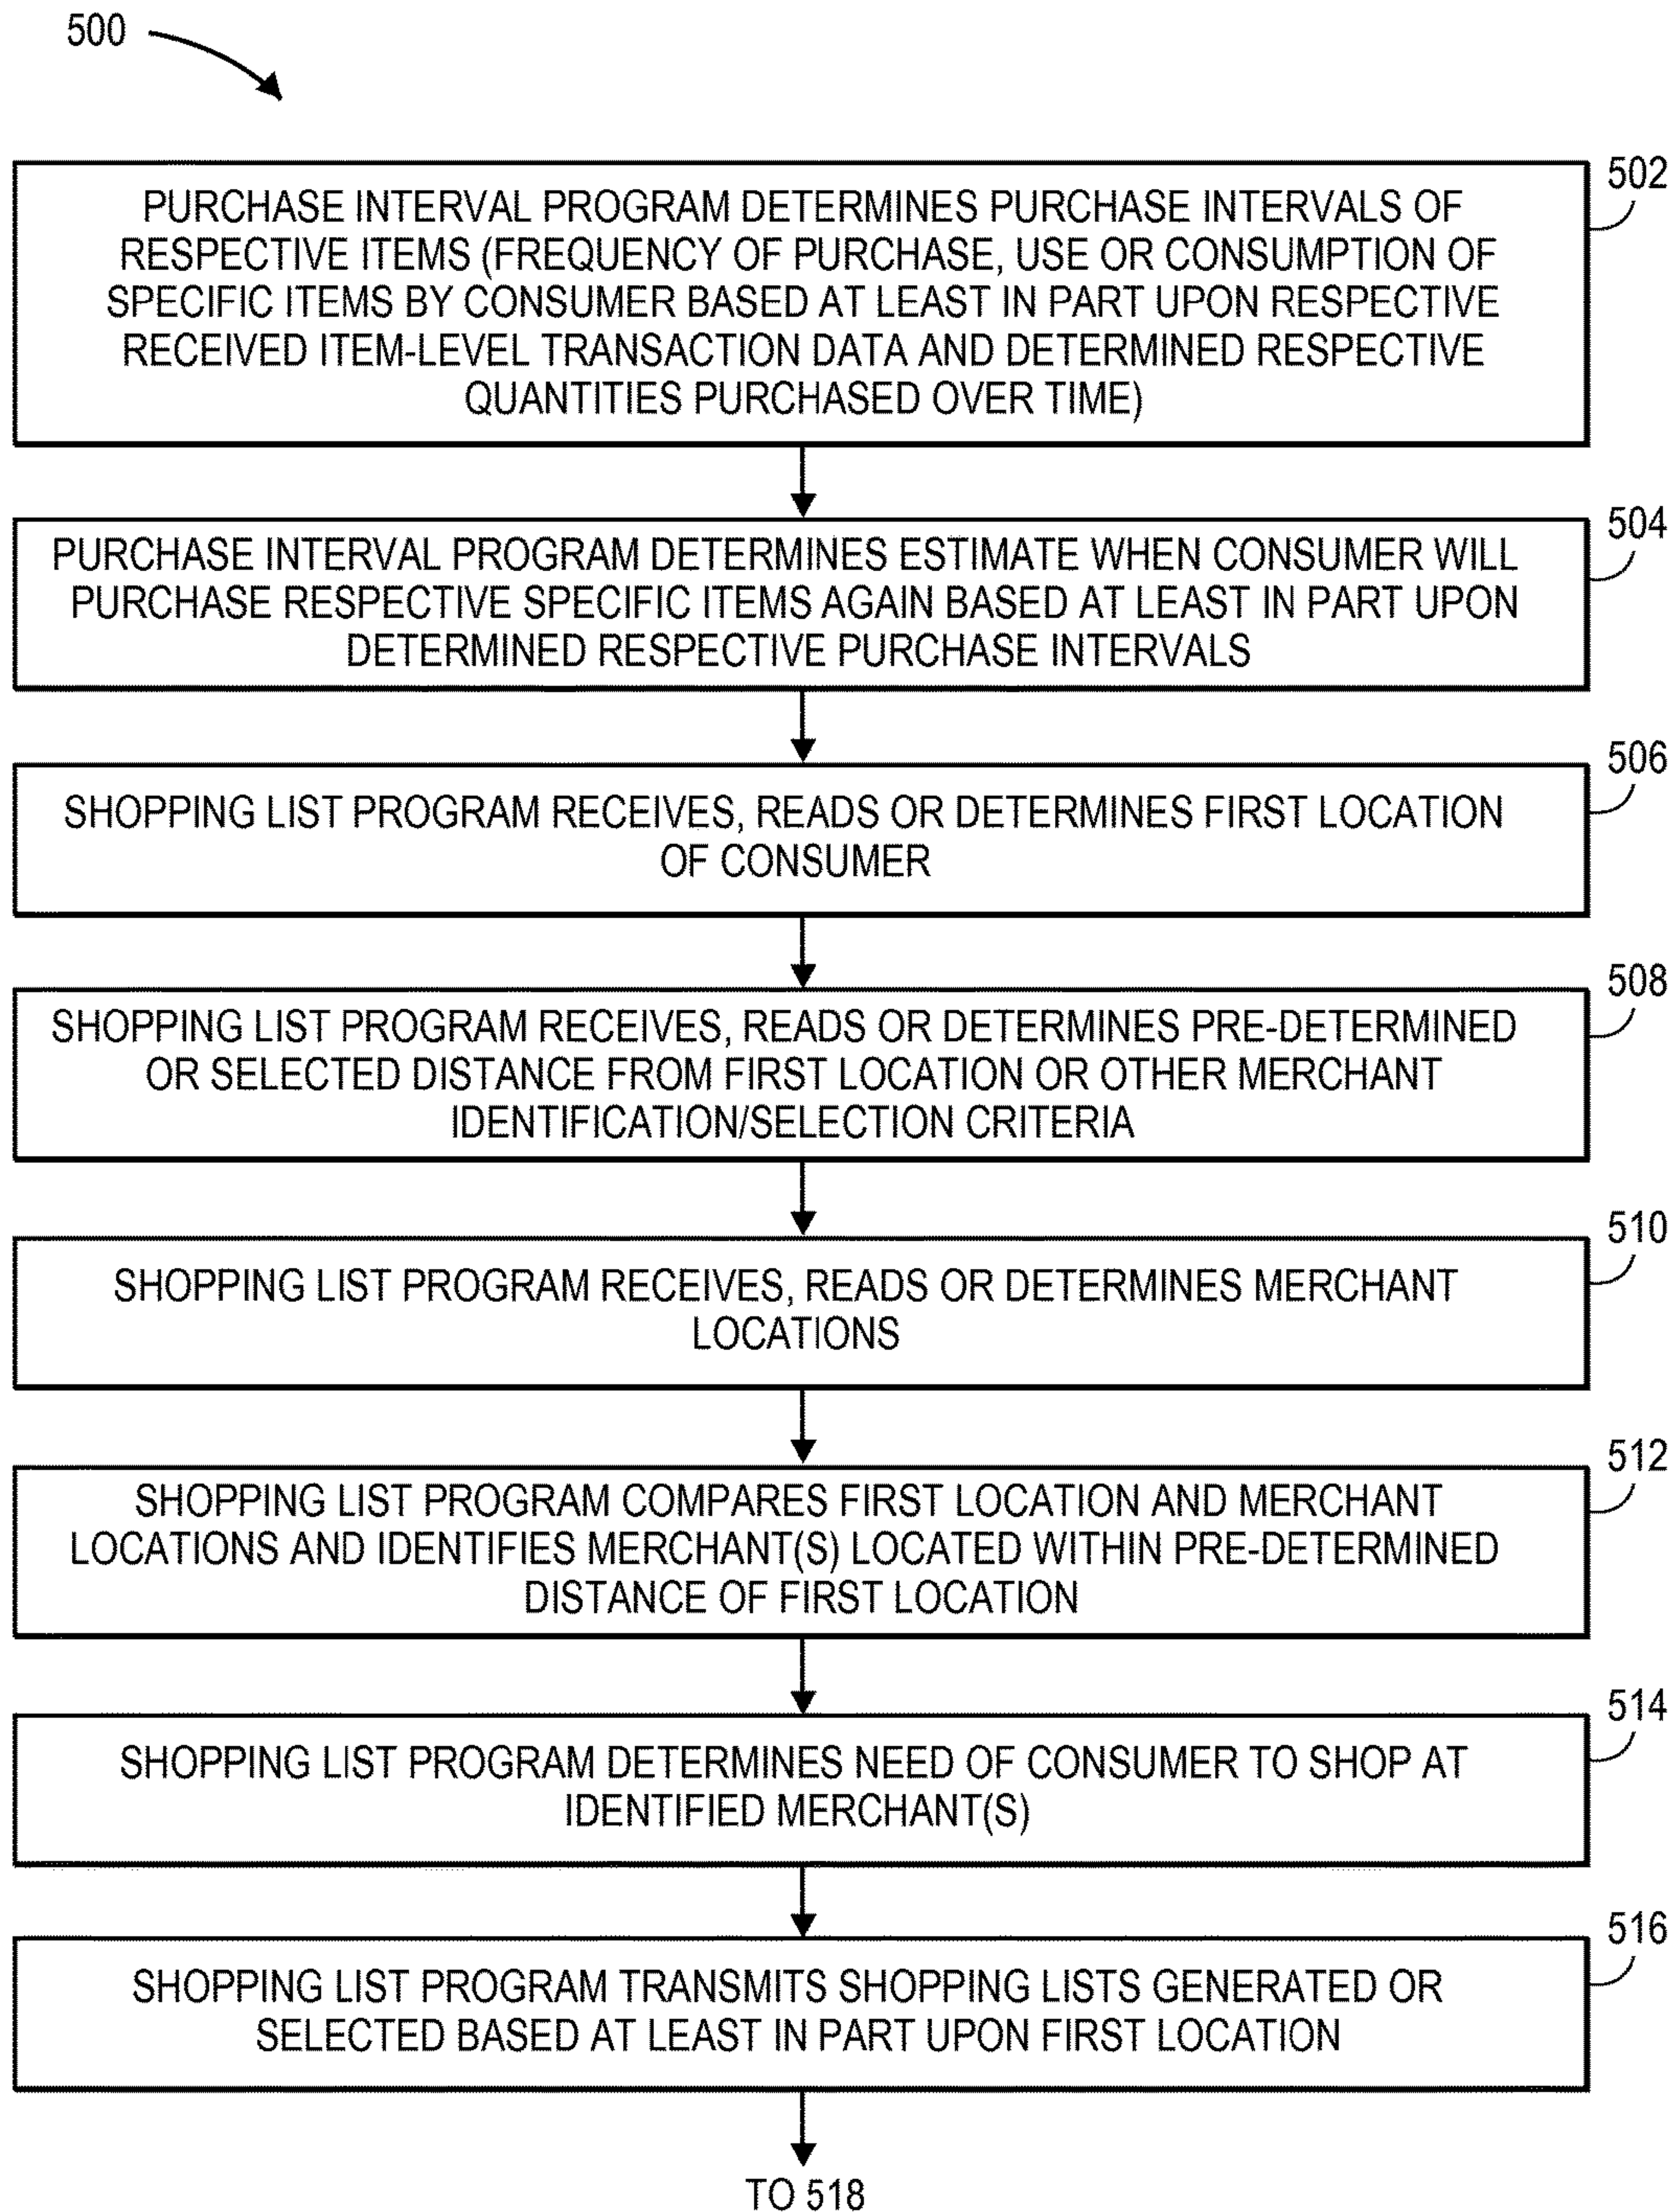 500
502
PURCHASE INTERVAL PROGRAM DETERMINES PURCHASE INTERVALS OF
RESPECTIVE ITEMS (FREQUENCY OF PURCHASE, USE OR CONSUMPTION OF
SPECIFIC ITEMS BY CONSUMER BASED AT LEAST IN PART UPON RESPECTIVE
RECEIVED ITEM-LEVEL TRANSACTION DATA AND DETERMINED RESPECTIVE
QUANTITIES PURCHASED OVER TIME)
504
PURCHASE INTERVAL PROGRAM DETERMINES ESTIMATE WHEN CONSUMER WILL
PURCHASE RESPECTIVE SPECIFIC ITEMS AGAIN BASED AT LEAST IN PART UPON
DETERMINED RESPECTIVE PURCHASE INTERVALS
506
SHOPPING LIST PROGRAM RECEIVES, READS OR DETERMINES FIRST LOCATION
OF CONSUMER
508
SHOPPING LIST PROGRAM RECEIVES, READS OR DETERMINES PRE-DETERMINED
OR SELECTED DISTANCE FROM FIRST LOCATION OR OTHER MERCHANT
IDENTIFICATION/SELECTION CRITERIA
510
SHOPPING LIST PROGRAM RECEIVES, READS OR DETERMINES MERCHANT
LOCATIONS
512
SHOPPING LIST PROGRAM COMPARES FIRST LOCATION AND MERCHANT
LOCATIONS AND IDENTIFIES MERCHANT(S) LOCATED WITHIN PRE-DETERMINED
DISTANCE OF FIRST LOCATION
514
SHOPPING LIST PROGRAM DETERMINES NEED OF CONSUMER TO SHOP AT
IDENTIFIED MERCHANT(S)
516
SHOPPING LIST PROGRAM TRANSMITS SHOPPING LISTS GENERATED OR
SELECTED BASED AT LEAST IN PART UPON FIRST LOCATION
TO 518